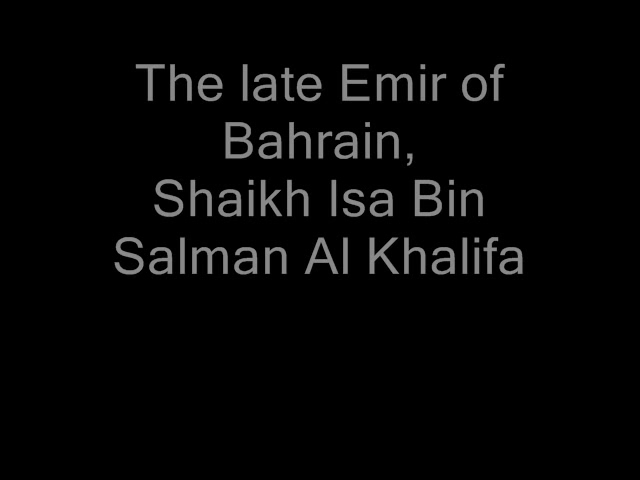 The late Emir of
Bahrain,
Shaikh Isa Bin
Salman Al Khalifa